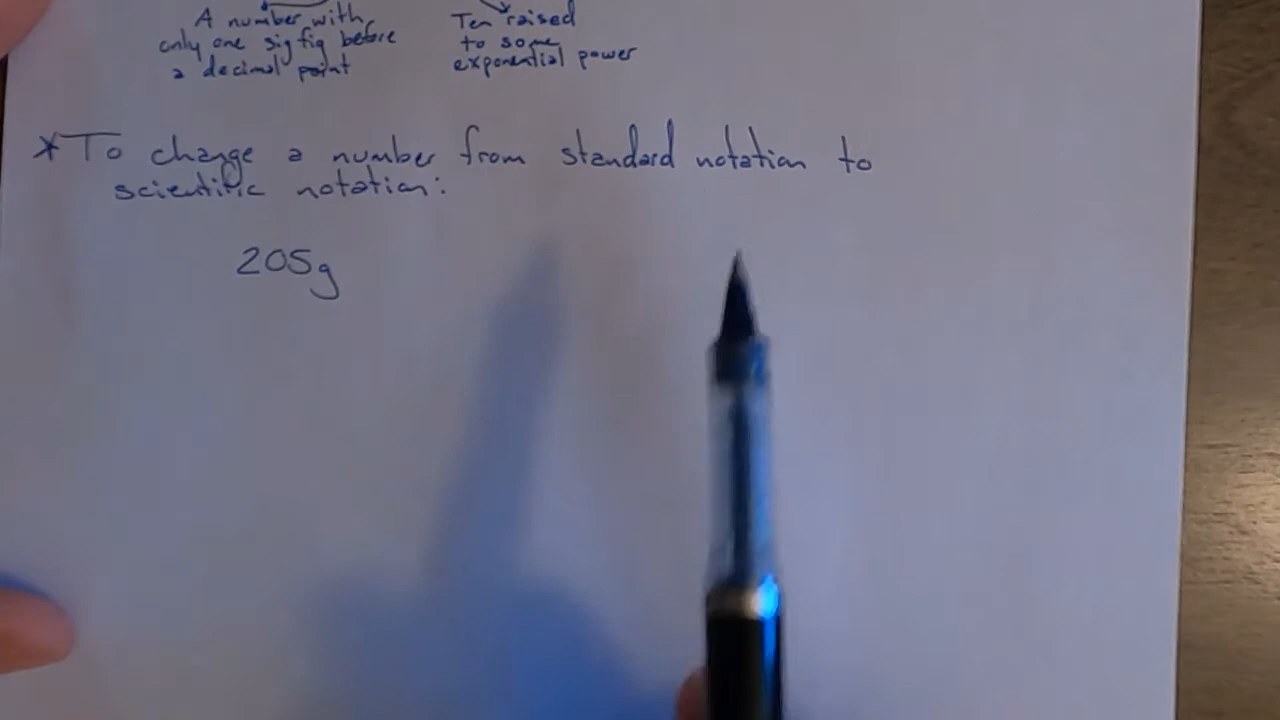 A number with
only one sig fig before
a decimal point
Ten raised
to some
exponential power
*To change a number from standard notation to
scientific notation:
205g